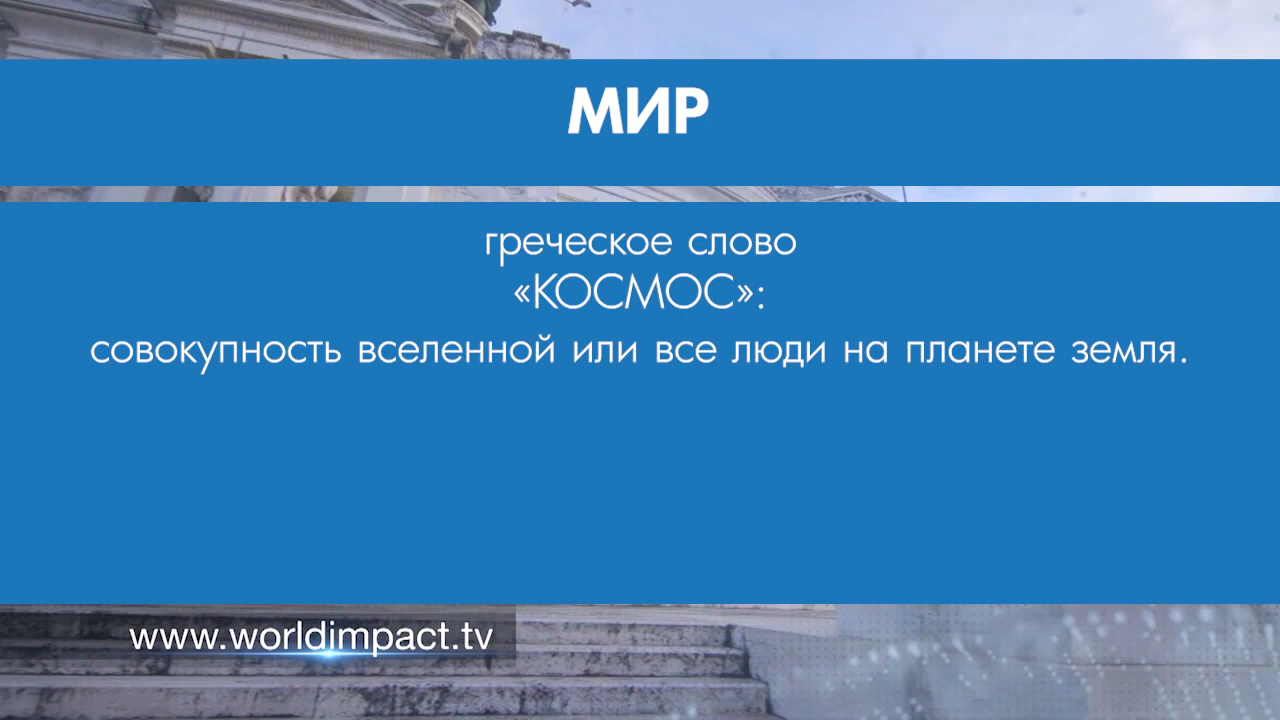 МИР
греческое слово
«КОСМОС»:
совокупность вселенной или все люди на планете земля.
www.worldimpact.tv